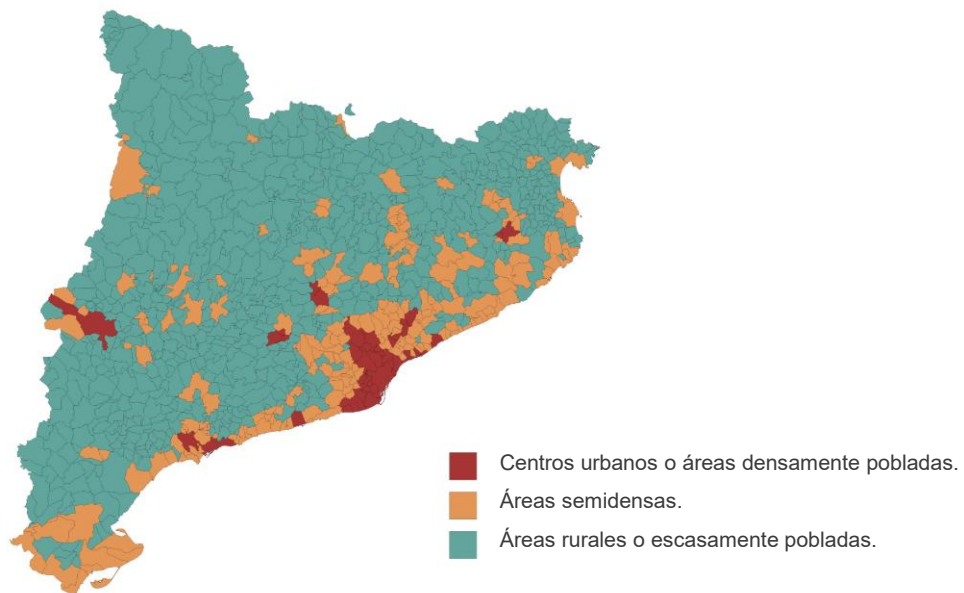 Centros urbanos o áreas densamente pobladas.
Áreas semidensas.
Áreas rurales o escasamente pobladas.